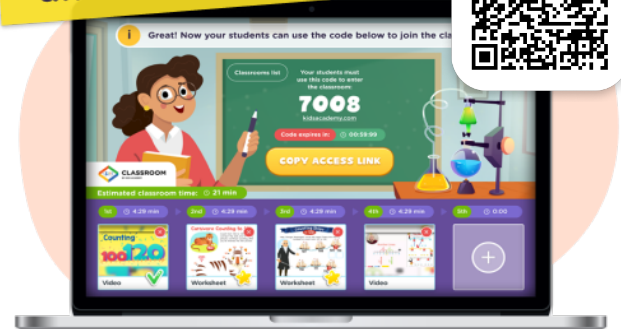 Great! Now your students can use the code below to join the cla
Classrooms list
Your students must
use this code to enter
the classroom:
7008
kidsacademy.com
Code expires in:
00:59:99
COPY ACCESS LINK
CLASSROOM
Estimated classroom time: 21 min
1st 4:29 min
2nd 4:29 min
3rd 4:29 min
4th 4:29 min
5th 0:00
Counting
100 120
Video
Worksheet
Worksheet
Video